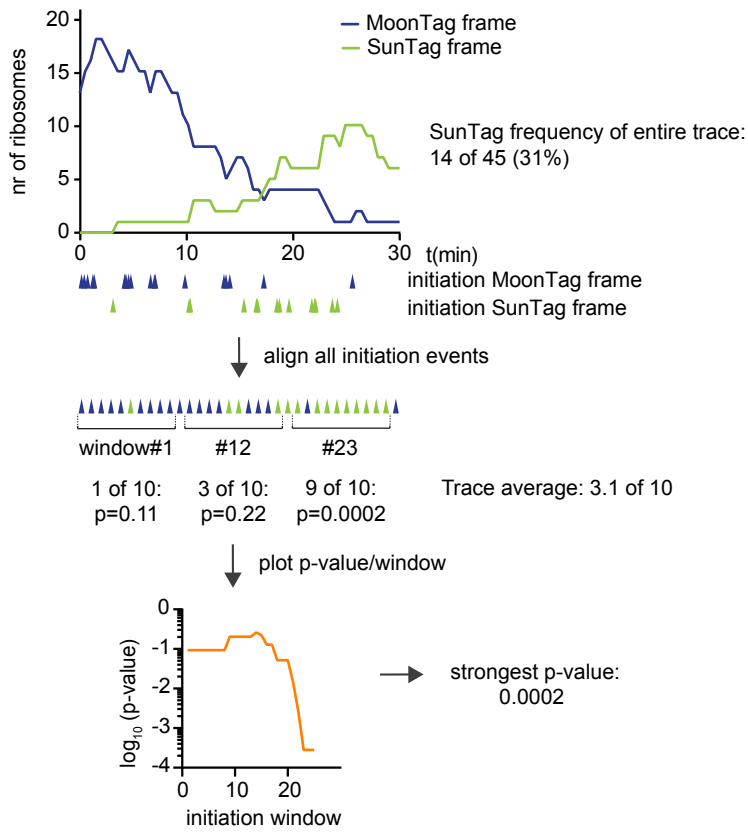 MoonTag frame
SunTag frame
nr of ribosomes
20
15
10
5
0
0 10 20 30
t(min)
SunTag frequency of entire trace:
14 of 45 (31%)
initiation MoonTag frame
initiation SunTag frame
align all initiation events
window#1 #12 #23
1 of 10: 3 of 10: 9 of 10: Trace average: 3.1 of 10
p=0.11 p=0.22 p=0.0002
plot p-value/window
log10 (p-value)
0
-1
-2
-3
-4
0 10 20
initiation window
strongest p-value:
0.0002